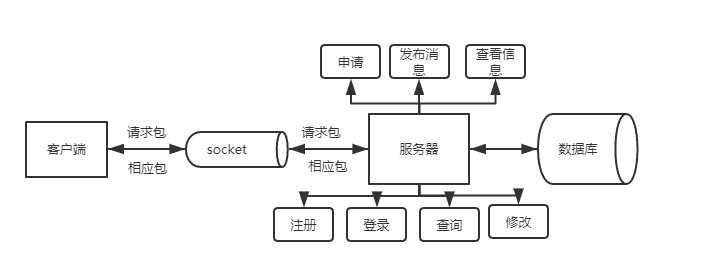 申请
发布消
息
查看信
息
请求包
请求包
客户端
socket
服务器
数据库
相应包
相应包
注册
登录
查询
修改